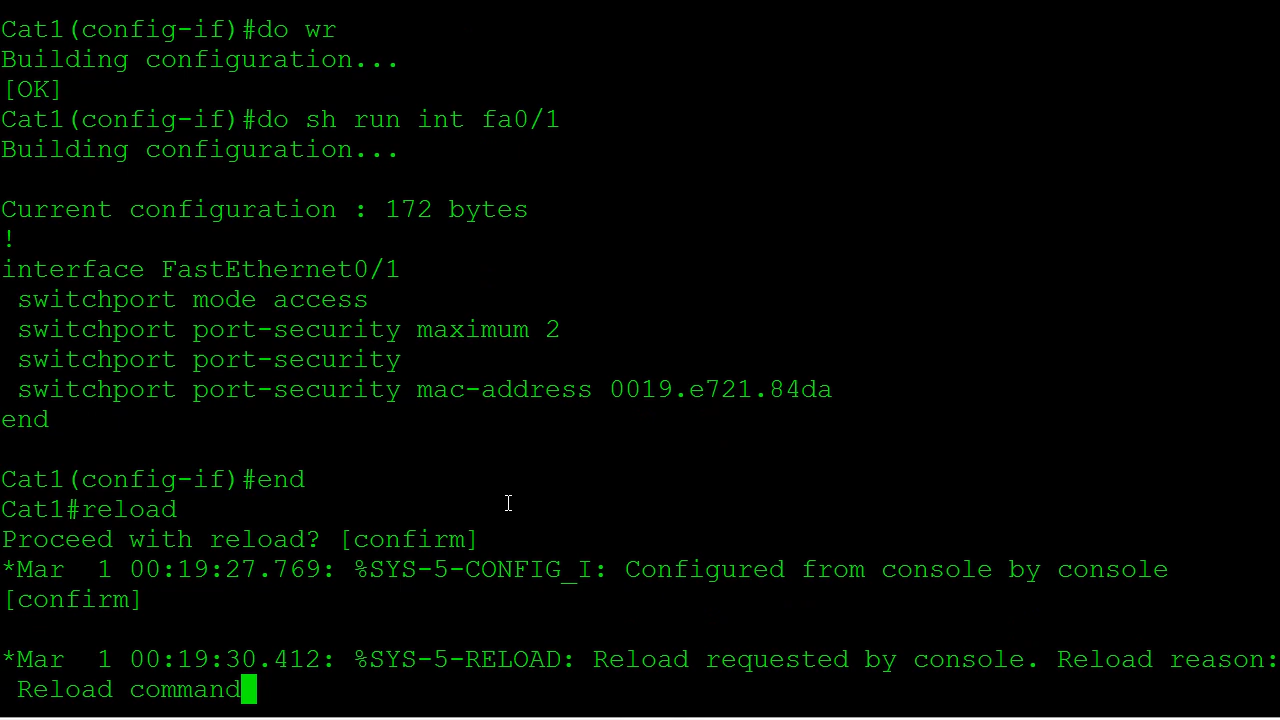 Cat1(config-if)#do wr
Building configuration...
[OK]
Cat1(config-if)#do sh run int fa0/1
Building configuration...
Current configuration : 172 bytes
!
interface FastEthernet0/1
 switchport mode access
 switchport port-security maximum 2
 switchport port-security
 switchport port-security mac-address 0019.e721.84da
end
Cat1(config-if)#end
Cat1#reload
Proceed with reload? [confirm]
*Mar  1 00:19:27.769: %SYS-5-CONFIG_I: Configured from console by console
[confirm]
*Mar  1 00:19:30.412: %SYS-5-RELOAD: Reload requested by console. Reload reason:
 Reload command